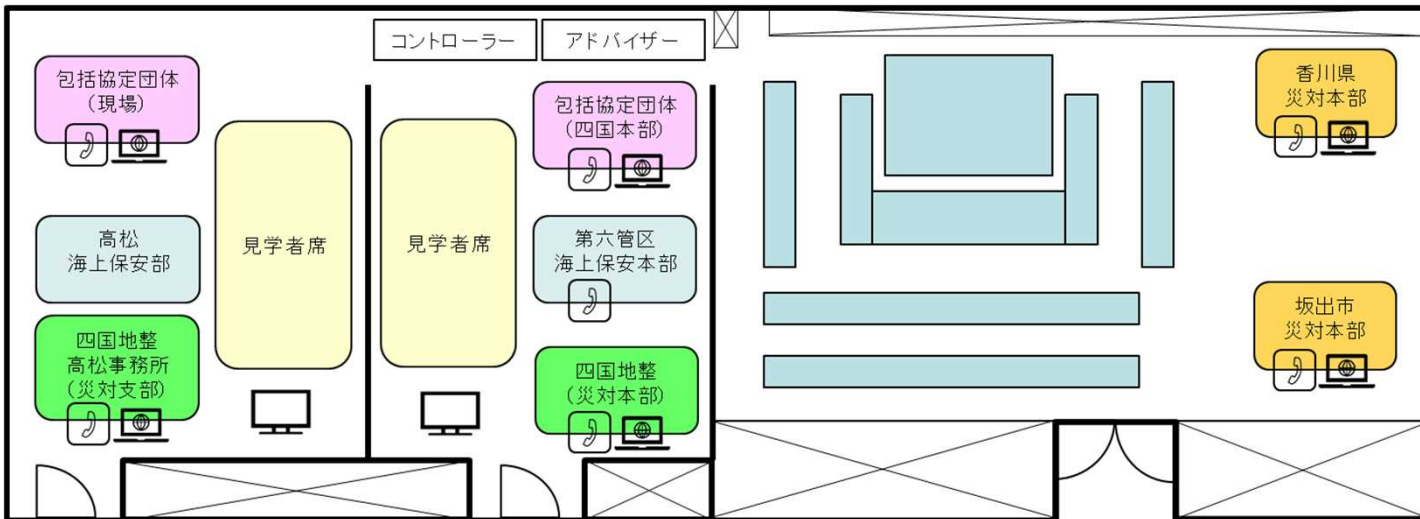 コントローラー
アドバイザー
包括協定団体
(現場)
高松
海上保安部
四国地整
高松事務所
(災対支部)
見学者席
見学者席
包括協定団体
(四国本部)
第六管区
海上保安本部
四国地整
(災対本部)
香川県
災対本部
坂出市
災対本部